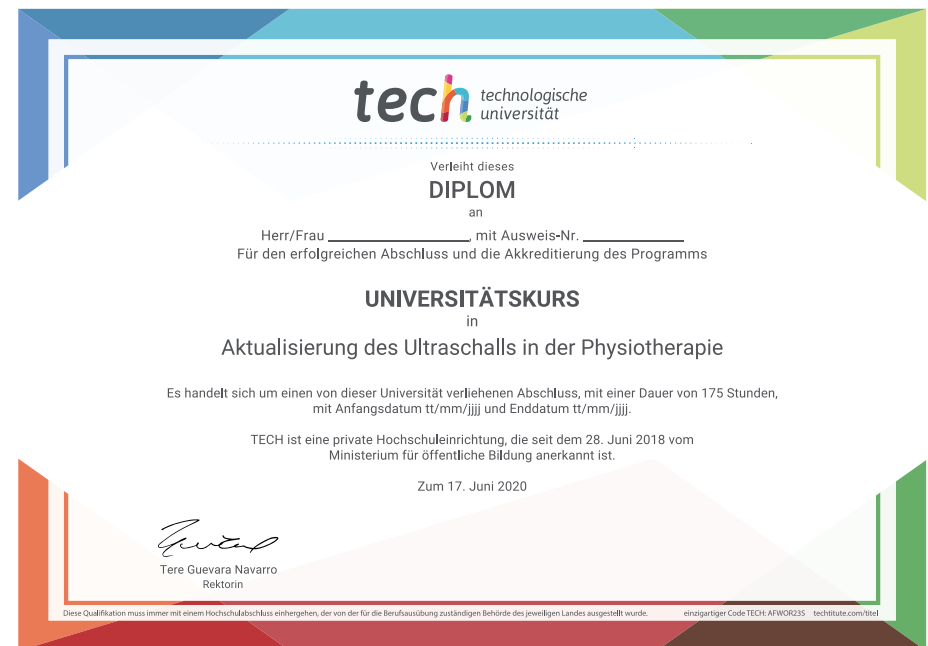 tech technologische
universität
Verleiht dieses
DIPLOM
an
Herr/Frau ____________, mit Ausweis-Nr. ____________
Für den erfolgreichen Abschluss und die Akkreditierung des Programms
UNIVERSITÄTSKURS
in
Aktualisierung des Ultraschalls in der Physiotherapie
Es handelt sich um einen von dieser Universität verliehenen Abschluss, mit einer Dauer von 175 Stunden,
mit Anfangsdatum tt/mm/jjjj und Enddatum tt/mm/jjjj.
TECH ist eine private Hochschuleinrichtung, die seit dem 28. Juni 2018 vom
Ministerium für öffentliche Bildung anerkannt ist.
Zum 17. Juni 2020
Tere Guevara Navarro
Rektorin
Diese Qualifikation muss immer mit einem Hochschulabschluss einhergehen, der von der für die Berufsausübung zuständigen Behörde des jeweiligen Landes ausgestellt wurde. einzigartiger Code TECH: AFWOR23S techtitute.com/titel